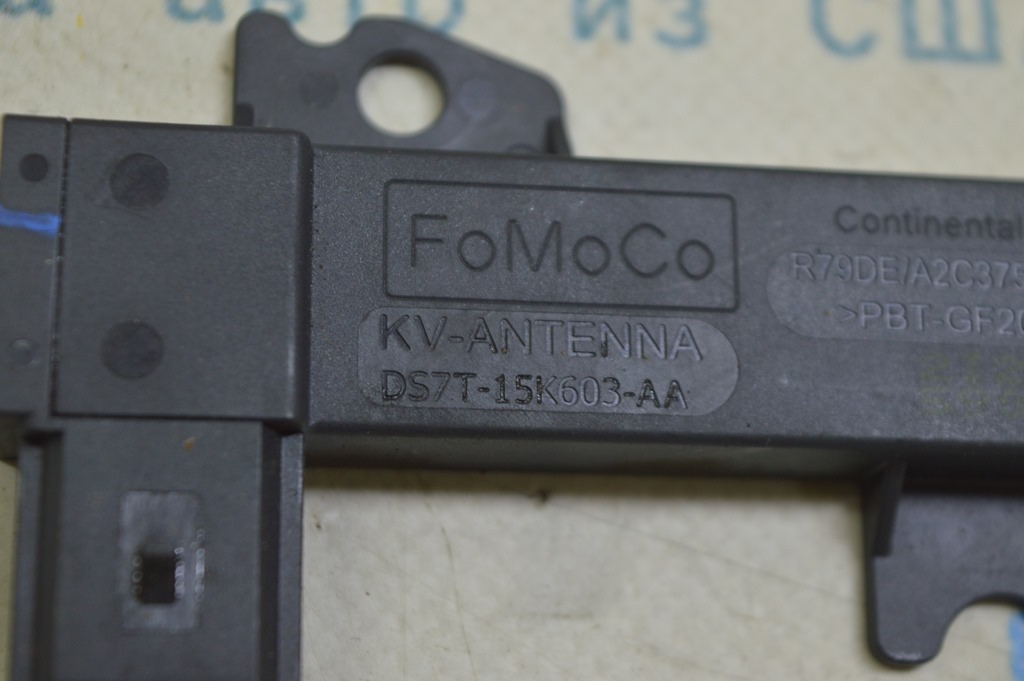 авто из США
FoMoCo
KV-ANTENNA
DS7T-15K603-AA
Continental
R79DE/A2C375
>PBT-GF20